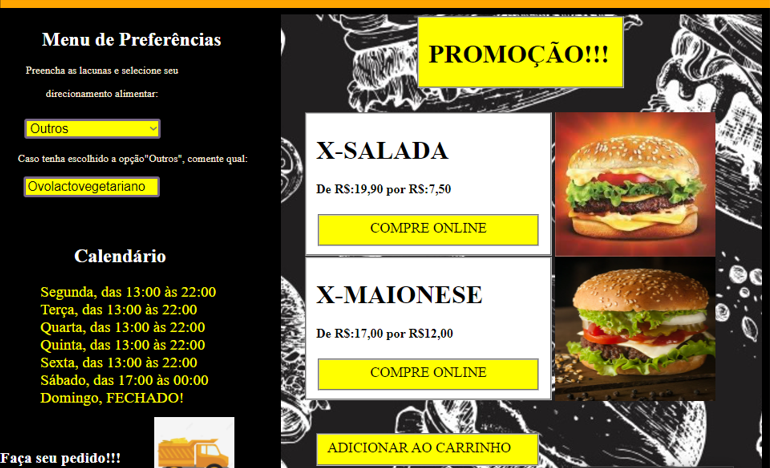 Menu de Preferências
Preencha as lacunas e selecione seu
direcionamento alimentar:
Outros
Caso tenha escolhido a opção"Outros", comente qual:
Ovolactovegetariano
Calendário
Segunda, das 13:00 às 22:00
Terça, das 13:00 às 22:00
Quarta, das 13:00 às 22:00
Quinta, das 13:00 às 22:00
Sexta, das 13:00 às 22:00
Sábado, das 17:00 às 00:00
Domingo, FECHADO!
Faça seu pedido!!!
PROMOÇÃO!!!
X-SALADA
De R$:19,90 por R$:7,50
COMPRE ONLINE
X-MAIONESE
De R$:17,00 por R$12,00
COMPRE ONLINE
ADICIONAR AO CARRINHO